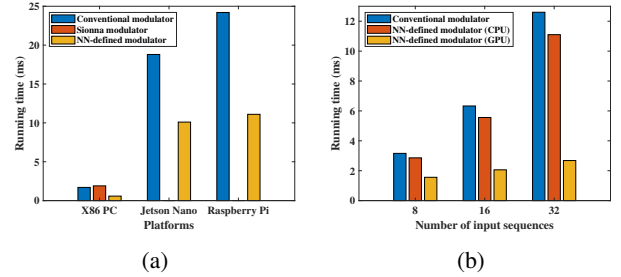 25
20
15
10
5
0
Running time (ms)
Conventional modulator
Sionna modulator
NN-defined modulator
X86 PC Jetson Nano Raspberry Pi
Platforms
(a)
12
10
8
6
4
2
0
Running time (ms)
Conventional modulator
NN-defined modulator (CPU)
NN-defined modulator (GPU)
8 16 32
Number of input sequences
(b)